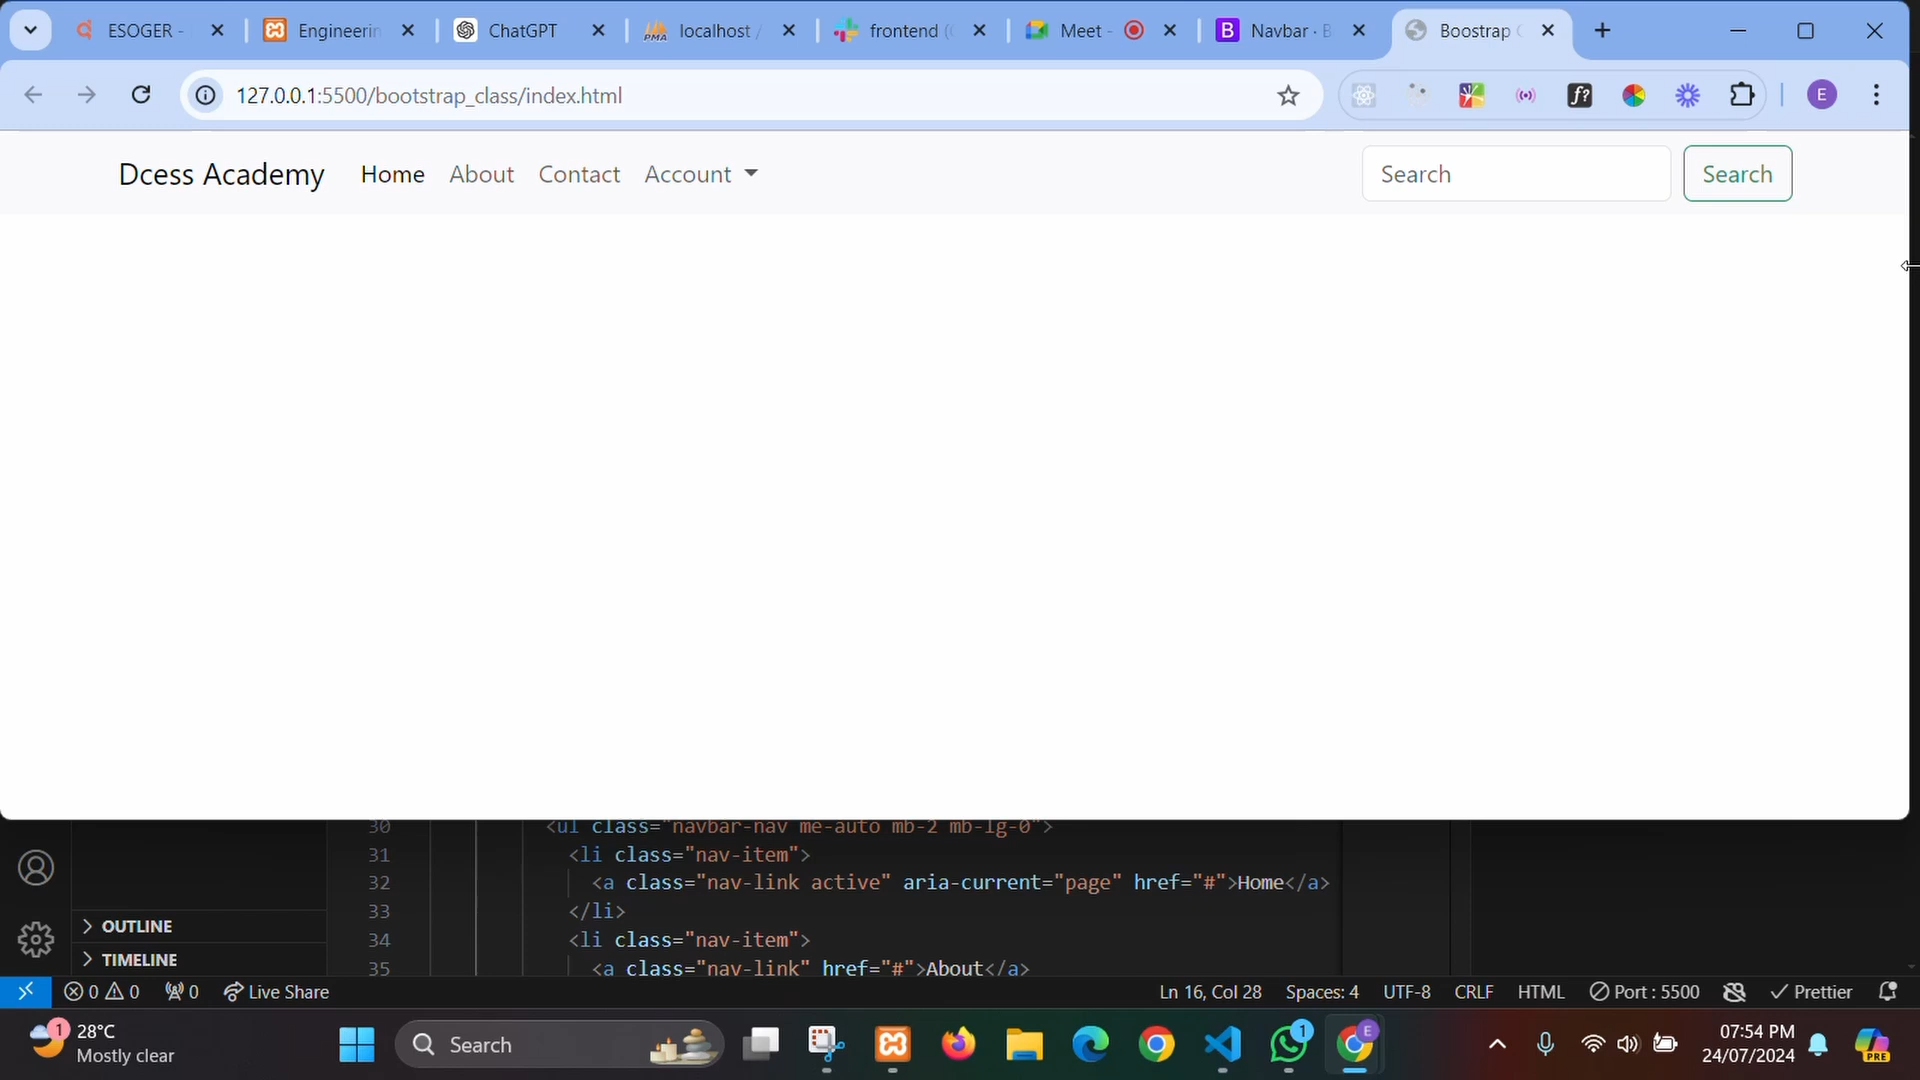 ESOGER -
Engineerin
ChatGPT
localhost /
frontend (
Meet -
Navbar · B
Boostrap C
127.0.0.1:5500/bootstrap_class/index.html
E
Dcess Academy
Home
About
Contact
Account
Search
Search
30 <ul class="navbar-nav me-auto mb-2 mb-lg-0">
31 <li class="nav-item">
32 <a class="nav-link active" aria-current="page" href="#">Home</a>
33 </li>
34 <li class="nav-item">
35 <a class="nav-link" href="#">About</a>
OUTLINE
TIMELINE
0 0 0 Live Share
Ln 16, Col 28 Spaces: 4 UTF-8 CRLF HTML Port : 5500 Prettier
1
28°C
Mostly clear
Search
1
E
07:54 PM
24/07/2024
PRE